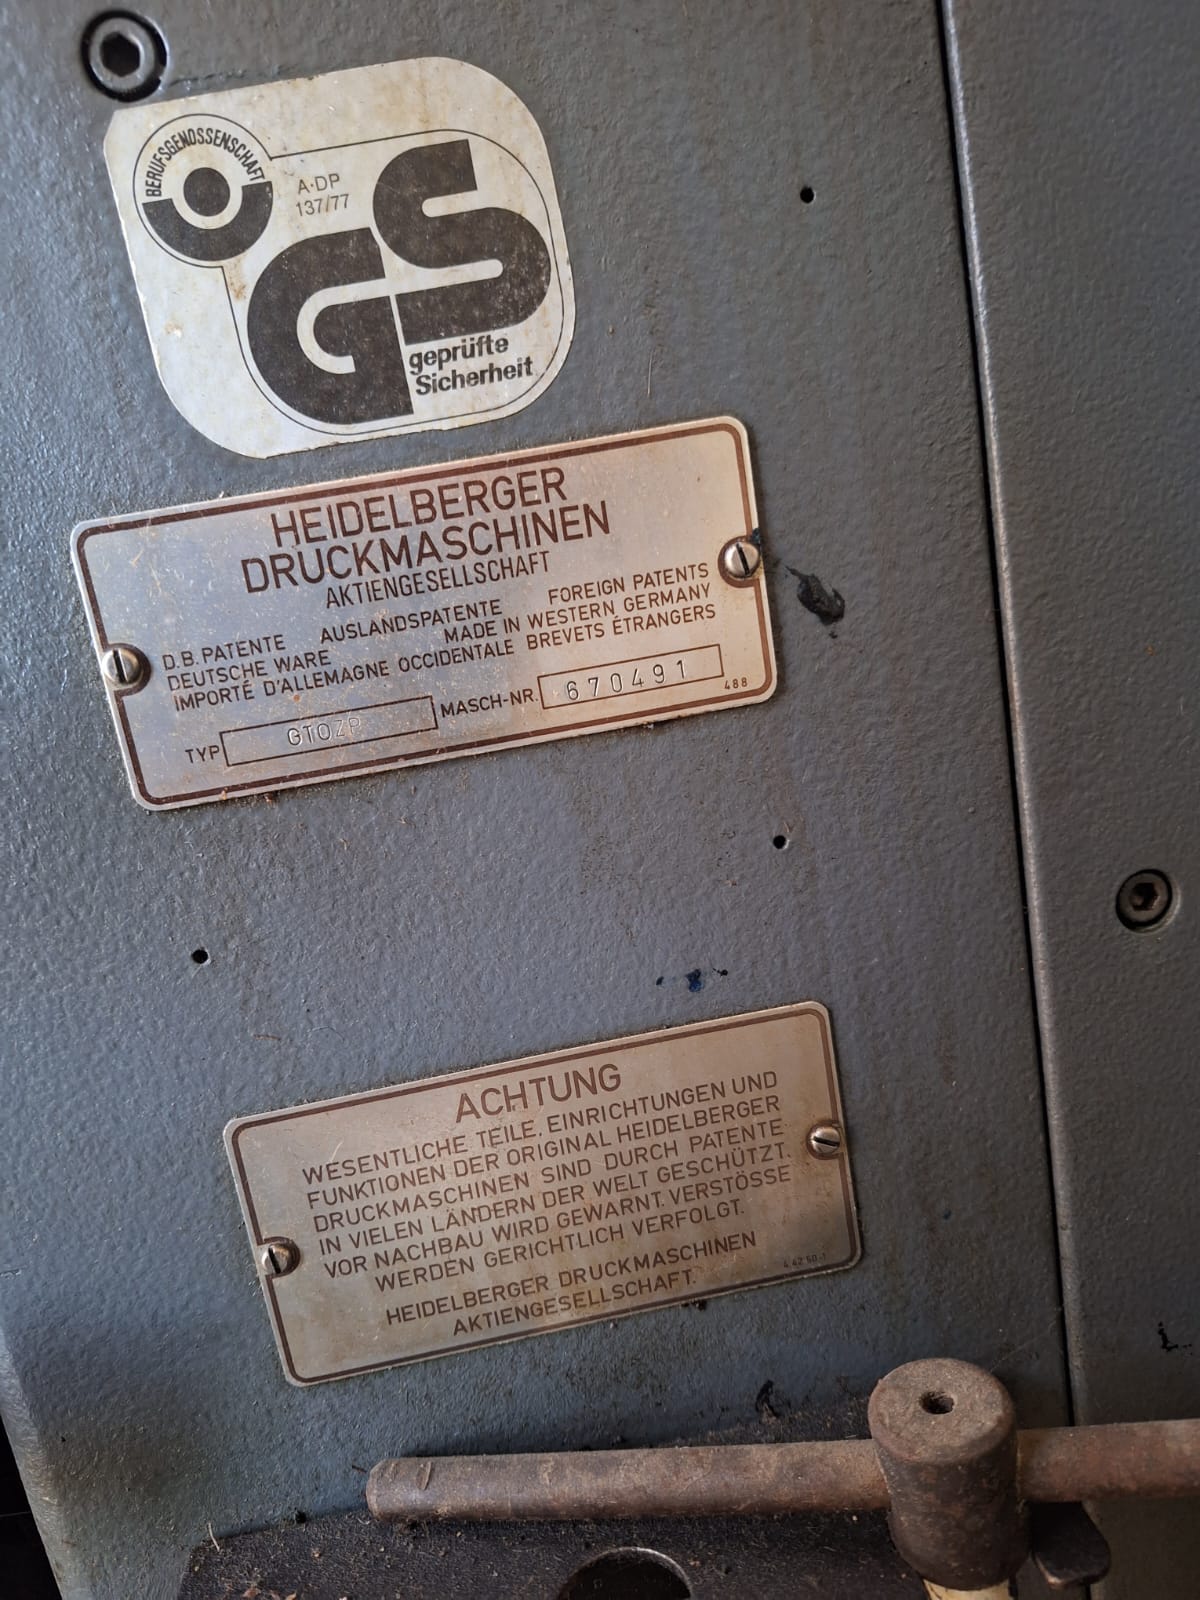 BERUFSGENOSSENSCHAFT
A·DP
137/77
GS
geprüfte
Sicherheit
HEIDELBERGER
DRUCKMASCHINEN
AKTIENGESELLSCHAFT
D.B.PATENTE AUSLANDSPATENTE FOREIGN PATENTS
DEUTSCHE WARE MADE IN WESTERN GERMANY
IMPORTÉ D'ALLEMAGNE OCCIDENTALE BREVETS ÉTRANGERS
TYP GTOZP MASCH-NR. 670491
488
ACHTUNG
WESENTLICHE TEILE, EINRICHTUNGEN UND
FUNKTIONEN DER ORIGINAL HEIDELBERGER
DRUCKMASCHINEN SIND DURCH PATENTE
IN VIELEN LÄNDERN DER WELT GESCHÜTZT.
VOR NACHBAU WIRD GEWARNT. VERSTÖSSE
WERDEN GERICHTLICH VERFOLGT.
HEIDELBERGER DRUCKMASCHINEN
AKTIENGESELLSCHAFT.